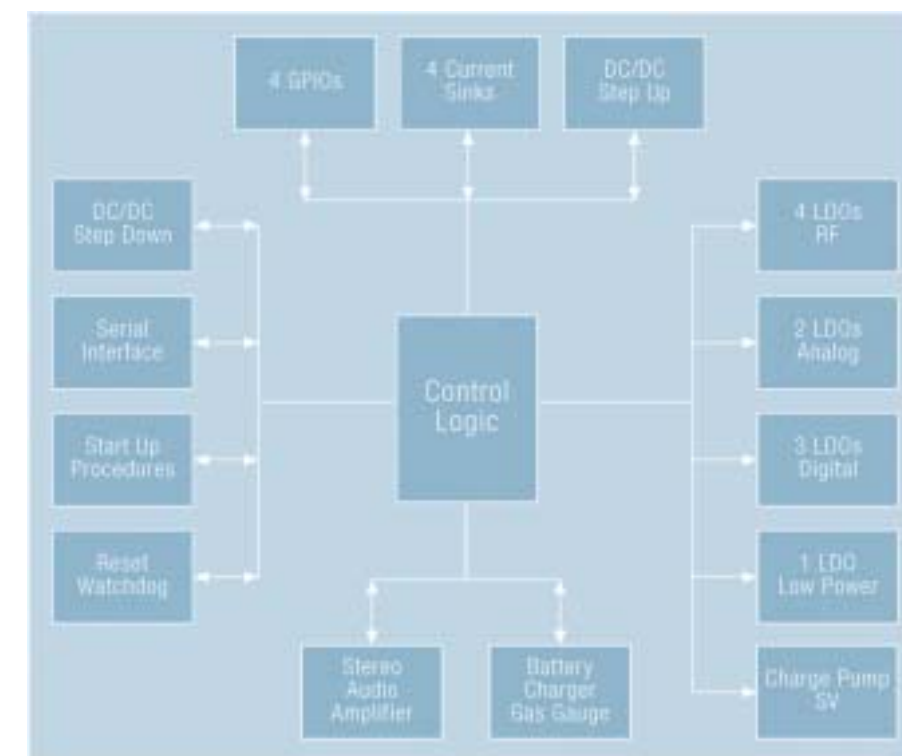 4 GPIOs
4 Current
Sinks
DC/DC
Step Up
DC/DC
Step Down
4 LDOs
RF
Serial
Interface
2 LDOs
Analog
Control
Logic
Start Up
Procedures
3 LDOs
Digital
Reset
Watchdog
1 LDO
Low Power
Stereo
Audio
Amplifier
Battery
Charger
Gas Gauge
Charge Pump